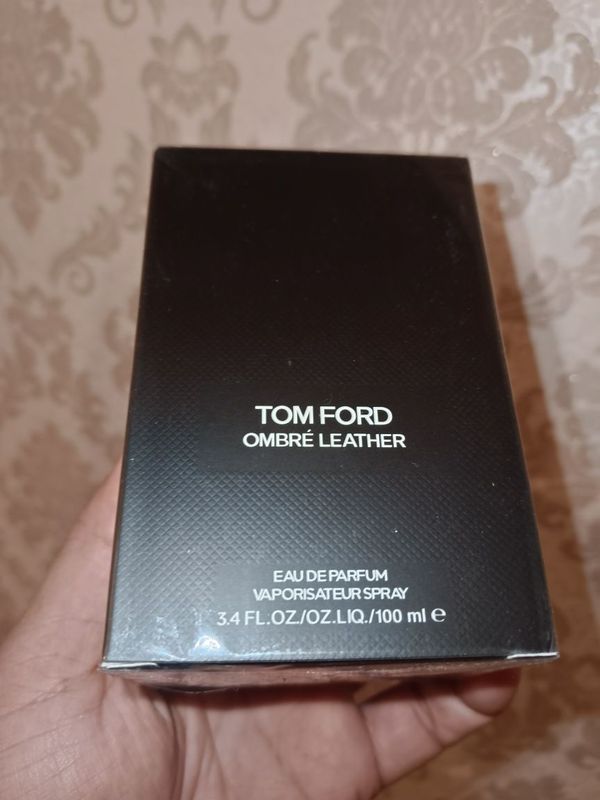 TOM FORD
OMBRÉ LEATHER
EAU DE PARFUM
VAPORISATEUR SPRAY
3.4 FL.OZ./OZ.LIQ./100 ml ℮